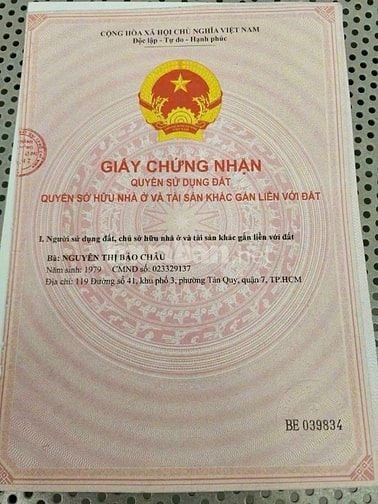 CỘNG HÒA XÃ HỘI CHỦ NGHĨA VIỆT NAM
Độc lập - Tự do - Hạnh phúc
GIẤY CHỨNG NHẬN
QUYỀN SỬ DỤNG ĐẤT
QUYỀN SỞ HỮU NHÀ Ở VÀ TÀI SẢN KHÁC GẮN LIỀN VỚI ĐẤT
I. Người sử dụng đất, chủ sở hữu nhà ở và tài sản khác gắn liền với đất
Bà: NGUYỄN THỊ BẢO CHÂU
Năm sinh: 1979 CMND số: 023329137
Địa chỉ: 119 Đường số 41, khu phố 3, phường Tân Quy, quận 7, TP.HCM
BE 039834